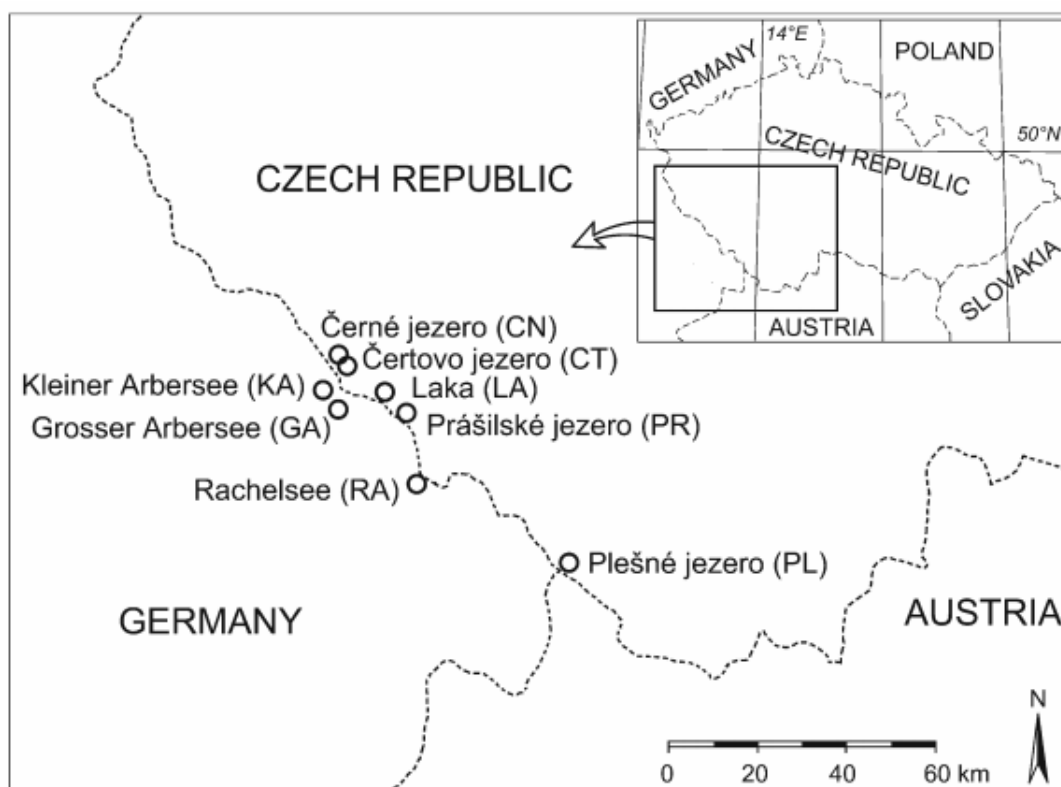 14°E
POLAND
GERMANY
50°N
CZECH REPUBLIC
CZECH REPUBLIC
SLOVAKIA
AUSTRIA
Černé jezero (CN)
Čertovo jezero (CT)
Kleiner Arbersee (KA)
Laka (LA)
Grosser Arbersee (GA)
Prášilské jezero (PR)
Rachelsee (RA)
Plešné jezero (PL)
GERMANY
AUSTRIA
N
0 20 40 60 km